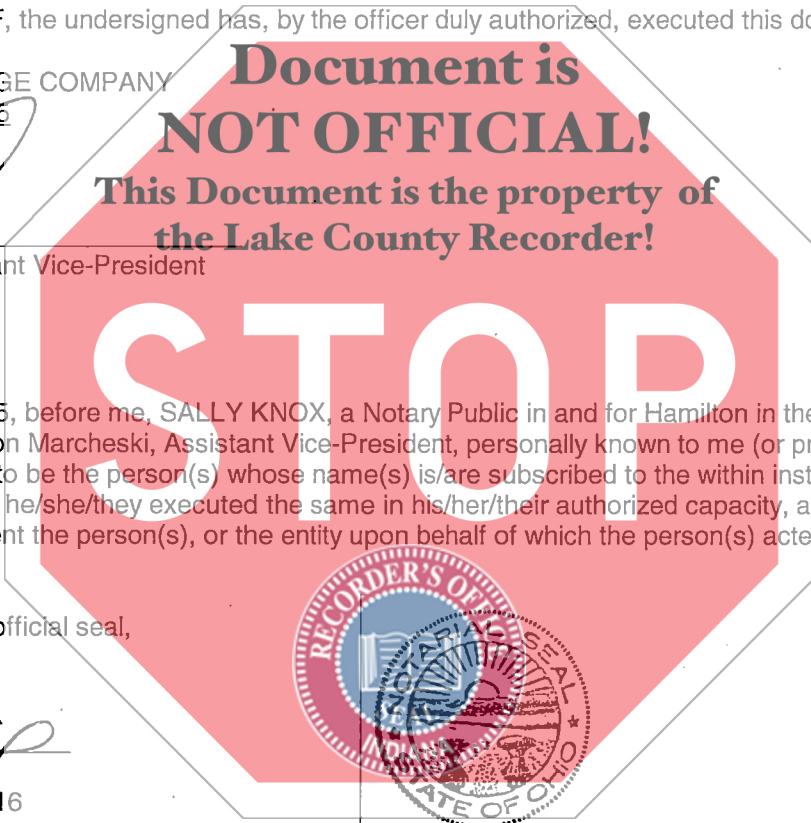 , the undersigned has, by the officer duly authorized, executed this do
Document is
GE COMPANY
NOT OFFICIAL!
This Document is the property of
the Lake County Recorder!
nt Vice-President
STOP
5, before me, SALLY KNOX, a Notary Public in and for Hamilton in the
on Marcheski, Assistant Vice-President, personally known to me (or pr
to be the person(s) whose name(s) is/are subscribed to the within inst
he/she/they executed the same in his/her/their authorized capacity, a
nt the person(s), or the entity upon behalf of which the person(s) acte
RECORDER'S OFFICE
SEAL
INDIANA
official seal,
NOTARIAL SEAL
STATE OF OHIO
16